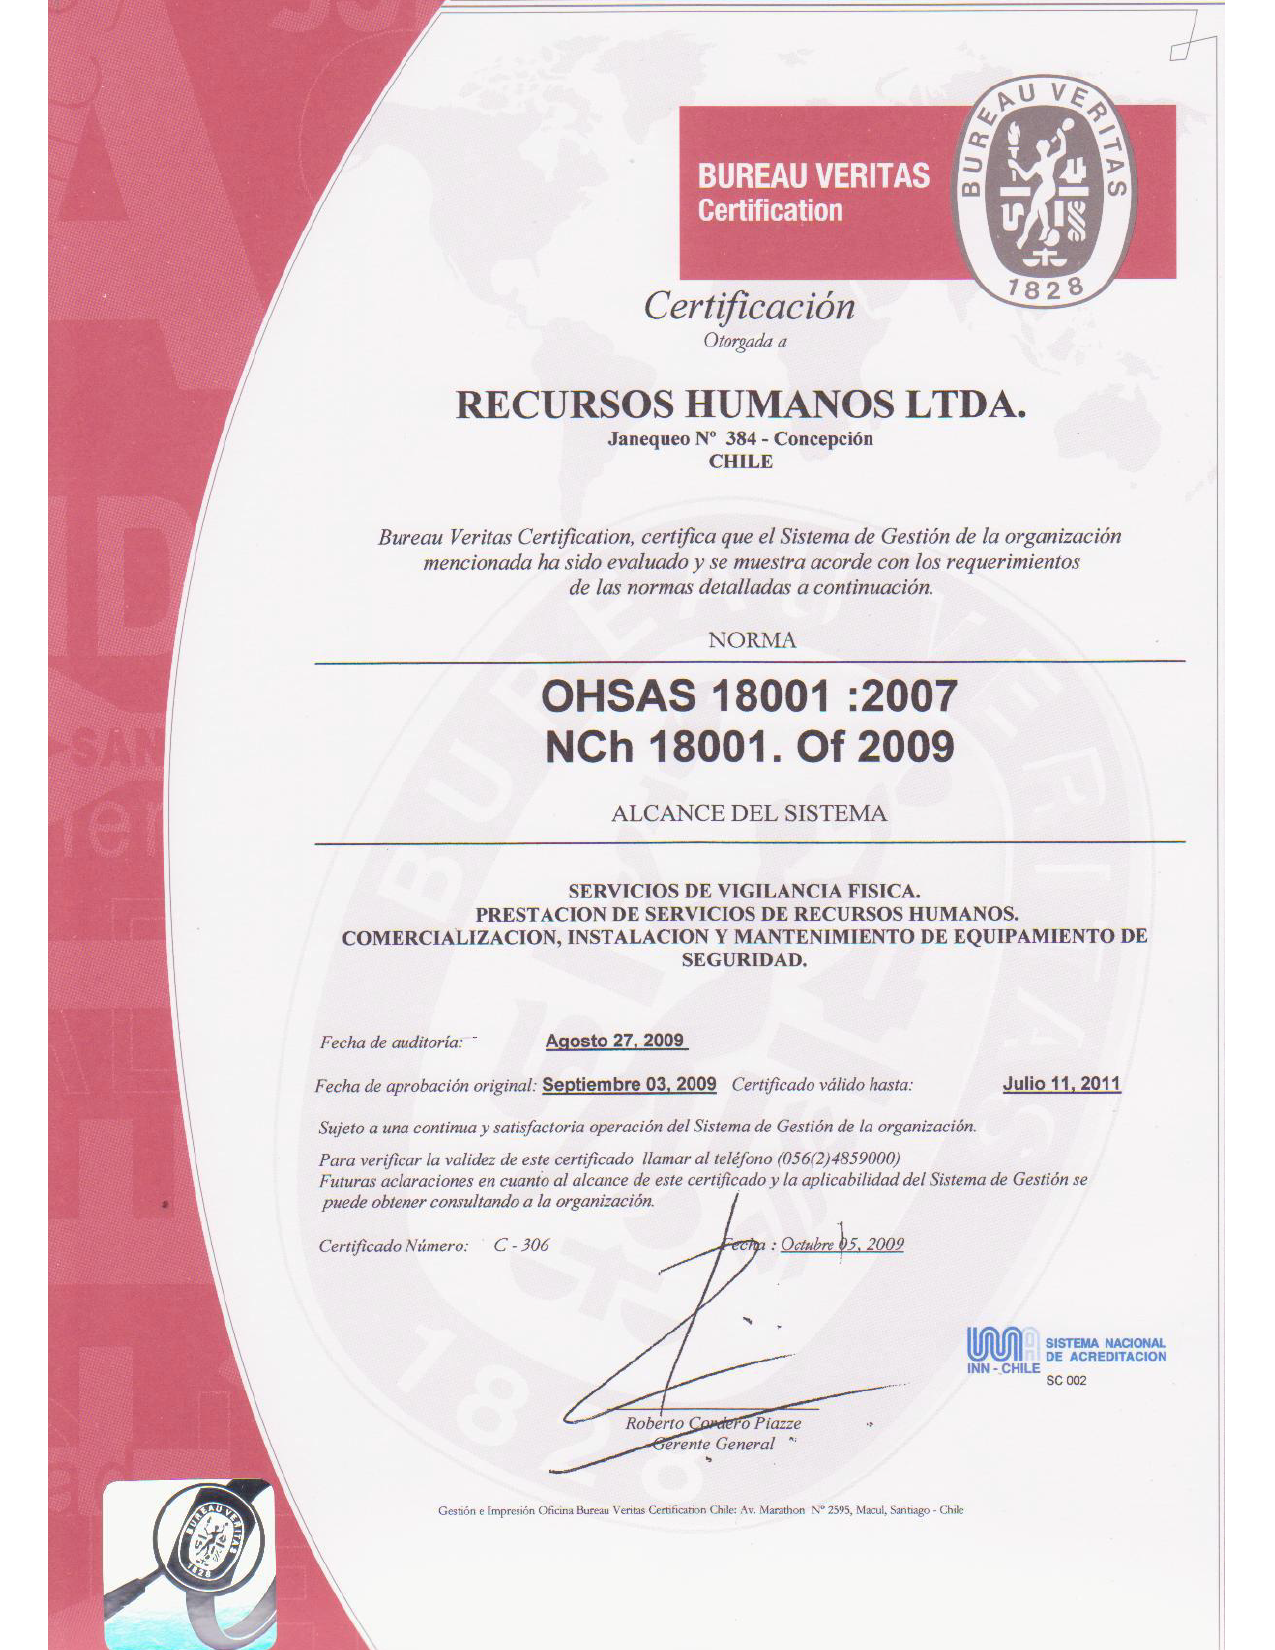 BUREAU VERITAS
Certification
BUREAU VERITAS
1828
Certificación
Otorgada a
RECURSOS HUMANOS LTDA.
Janequeo Nº 384 - Concepción
CHILE
Bureau Veritas Certification, certifica que el Sistema de Gestión de la organización
mencionada ha sido evaluado y se muestra acorde con los requerimientos
de las normas detalladas a continuación.
NORMA
OHSAS 18001 :2007
NCh 18001. Of 2009
ALCANCE DEL SISTEMA
SERVICIOS DE VIGILANCIA FISICA.
PRESTACION DE SERVICIOS DE RECURSOS HUMANOS.
COMERCIALIZACION, INSTALACION Y MANTENIMIENTO DE EQUIPAMIENTO DE
SEGURIDAD.
Fecha de auditoría: - Agosto 27, 2009
Fecha de aprobación original: Septiembre 03, 2009 Certificado válido hasta: Julio 11, 2011
Sujeto a una continua y satisfactoria operación del Sistema de Gestión de la organización.
Para verificar la validez de este certificado llamar al teléfono (056(2)4859000)
Futuras aclaraciones en cuanto al alcance de este certificado y la aplicabilidad del Sistema de Gestión se
puede obtener consultando a la organización.
Certificado Número: C - 306 Fecha : Octubre 05, 2009
INN - CHILE
SISTEMA NACIONAL
DE ACREDITACION
SC 002
Roberto Cordero Piazze
Gerente General
Gestión e Impresión Oficina Bureau Veritas Certification Chile: Av. Marathon Nº 2595, Macul, Santiago - Chile
BUREAU VERITAS
1828